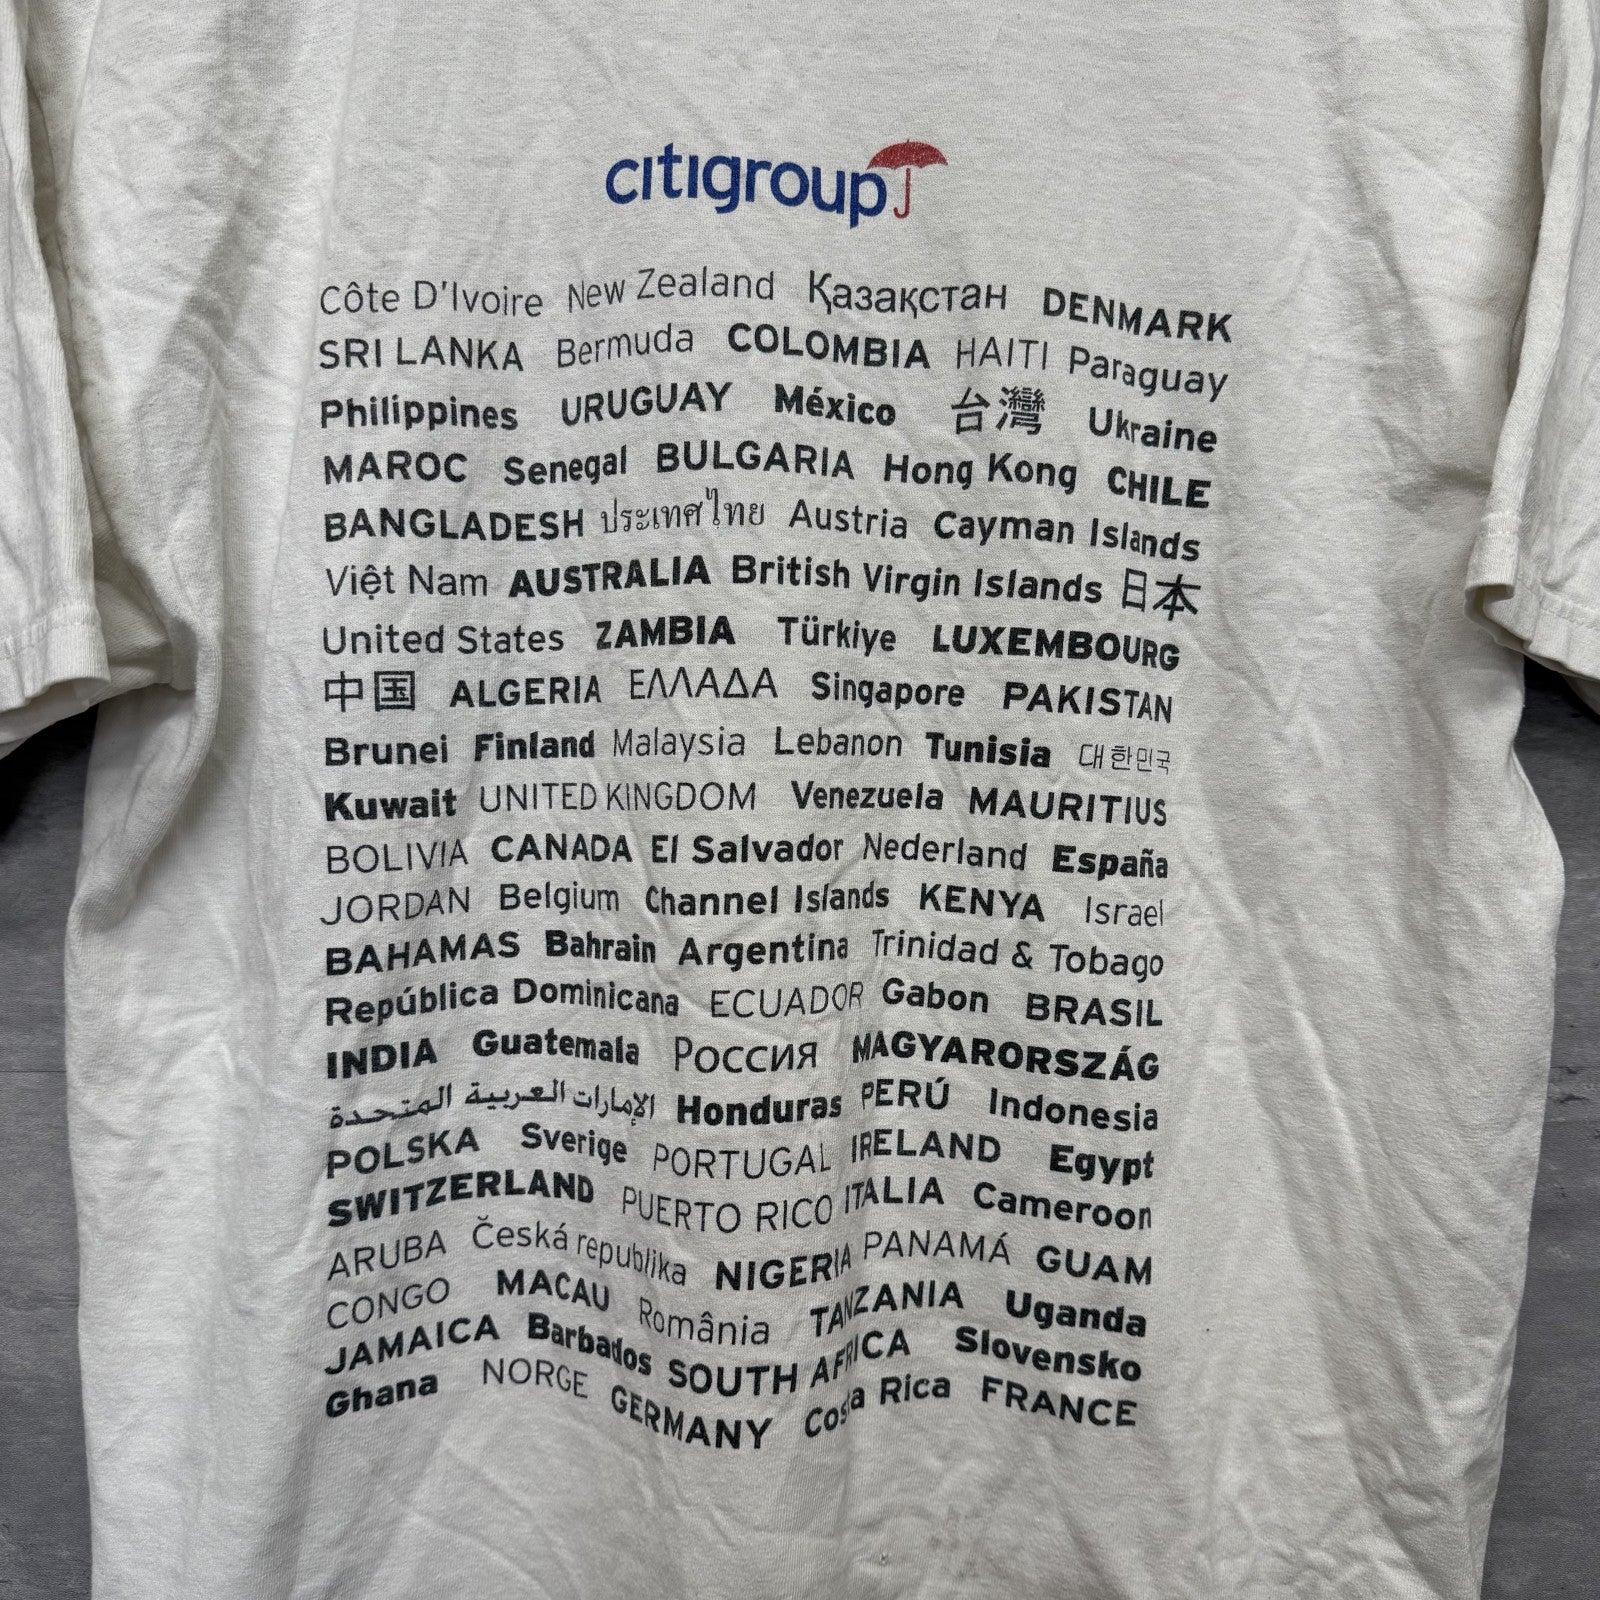 citigroup
Côte D'Ivoire New Zealand Қазақстан DENMARK
SRI LANKA Bermuda COLOMBIA HAITI Paraguay
Philippines URUGUAY México 台灣 Ukraine
MAROC Senegal BULGARIA Hong Kong CHILE
BANGLADESH ประเทศไทย Austria Cayman Islands
Việt Nam AUSTRALIA British Virgin Islands 日本
United States ZAMBIA Türkiye LUXEMBOURG
中国 ALGERIA ΕΛΛΑΔΑ Singapore PAKISTAN
Brunei Finland Malaysia Lebanon Tunisia 대한민국
Kuwait UNITED KINGDOM Venezuela MAURITIUS
BOLIVIA CANADA El Salvador Nederland España
JORDAN Belgium Channel Islands KENYA Israel
BAHAMAS Bahrain Argentina Trinidad & Tobago
República Dominicana ECUADOR Gabon BRASIL
INDIA Guatemala Россия MAGYARORSZÁG
الإمارات العربية المتحدة Honduras PERÚ Indonesia
POLSKA Sverige PORTUGAL IRELAND Egypt
SWITZERLAND PUERTO RICO ITALIA Cameroon
ARUBA Česká republika NIGERIA PANAMÁ GUAM
CONGO MACAU România TANZANIA Uganda
JAMAICA Barbados SOUTH AFRICA Slovensko
Ghana NORGE GERMANY Costa Rica FRANCE